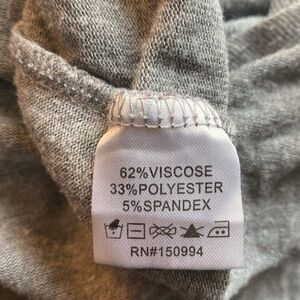 62%VISCOSE
33%POLYESTER
5%SPANDEX
RN#150994